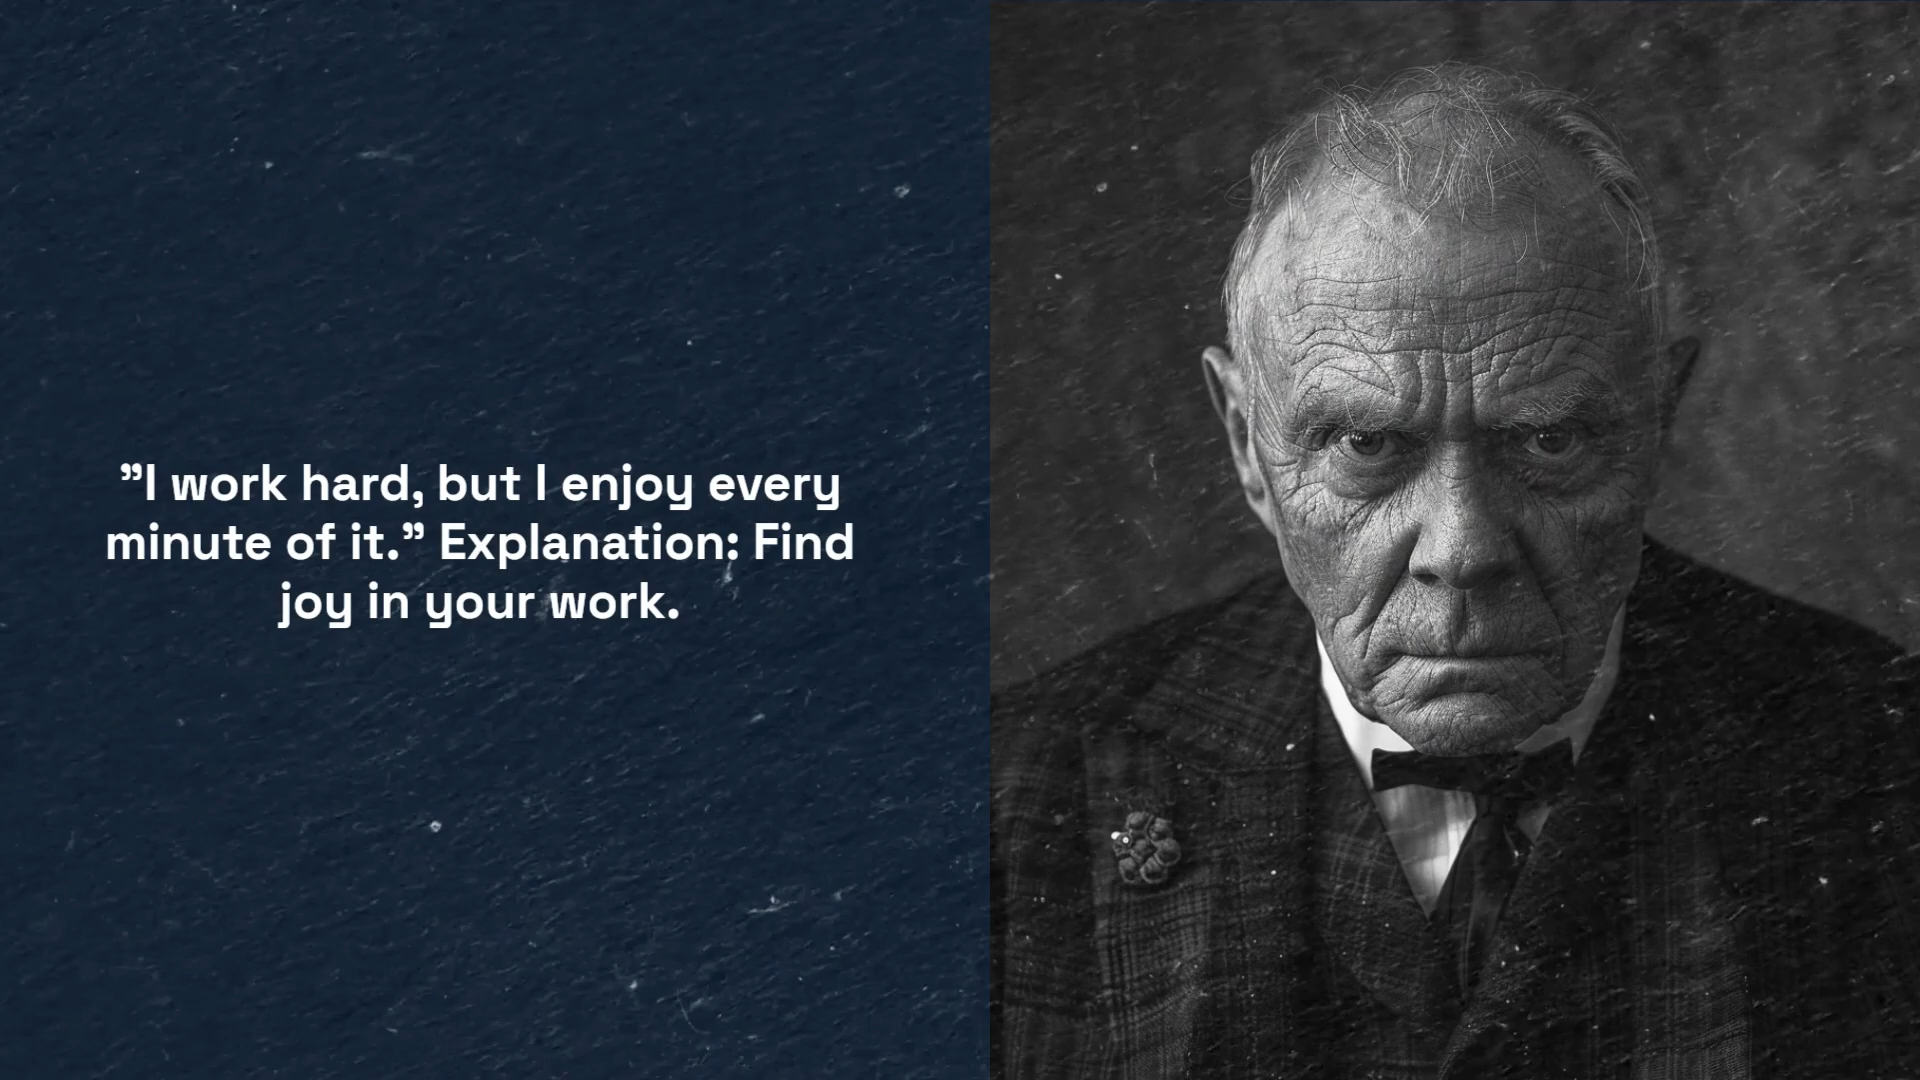 ”I work hard, but I enjoy every
minute of it.” Explanation: Find
joy in your work.